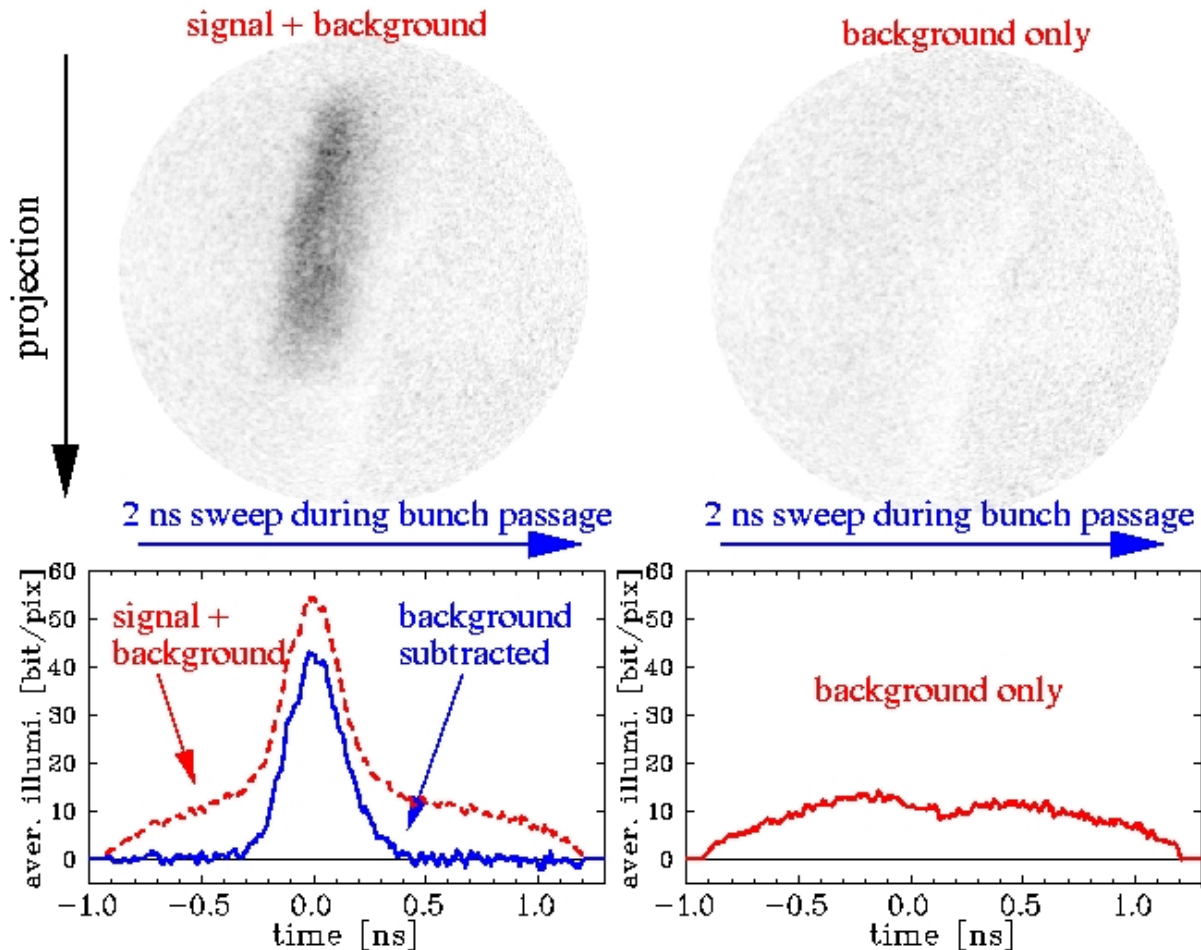 signal + background
background only
projection
2 ns sweep during bunch passage
2 ns sweep during bunch passage
aver. illumi. [bit/pix]
60
50
40
30
20
10
0
signal +
background
background
subtracted
−1.0
−0.5
0.0
0.5
1.0
time [ns]
aver. illumi. [bit/pix]
60
50
40
30
20
10
0
background only
−1.0
−0.5
0.0
0.5
1.0
time [ns]